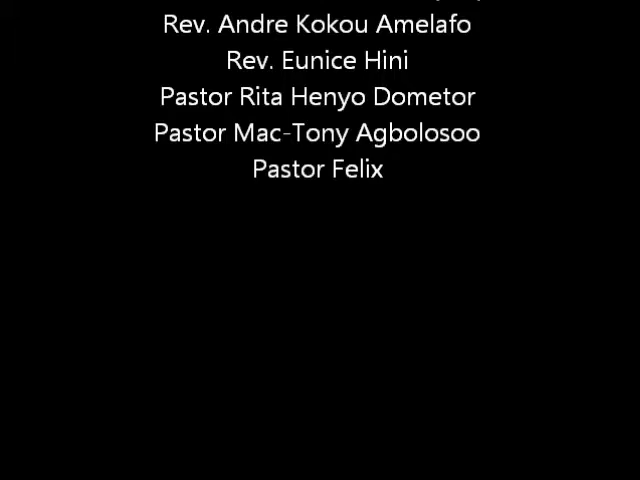 Rev. Andre Kokou Amelafo
Rev. Eunice Hini
Pastor Rita Henyo Dometor
Pastor Mac-Tony Agbolosoo
Pastor Felix